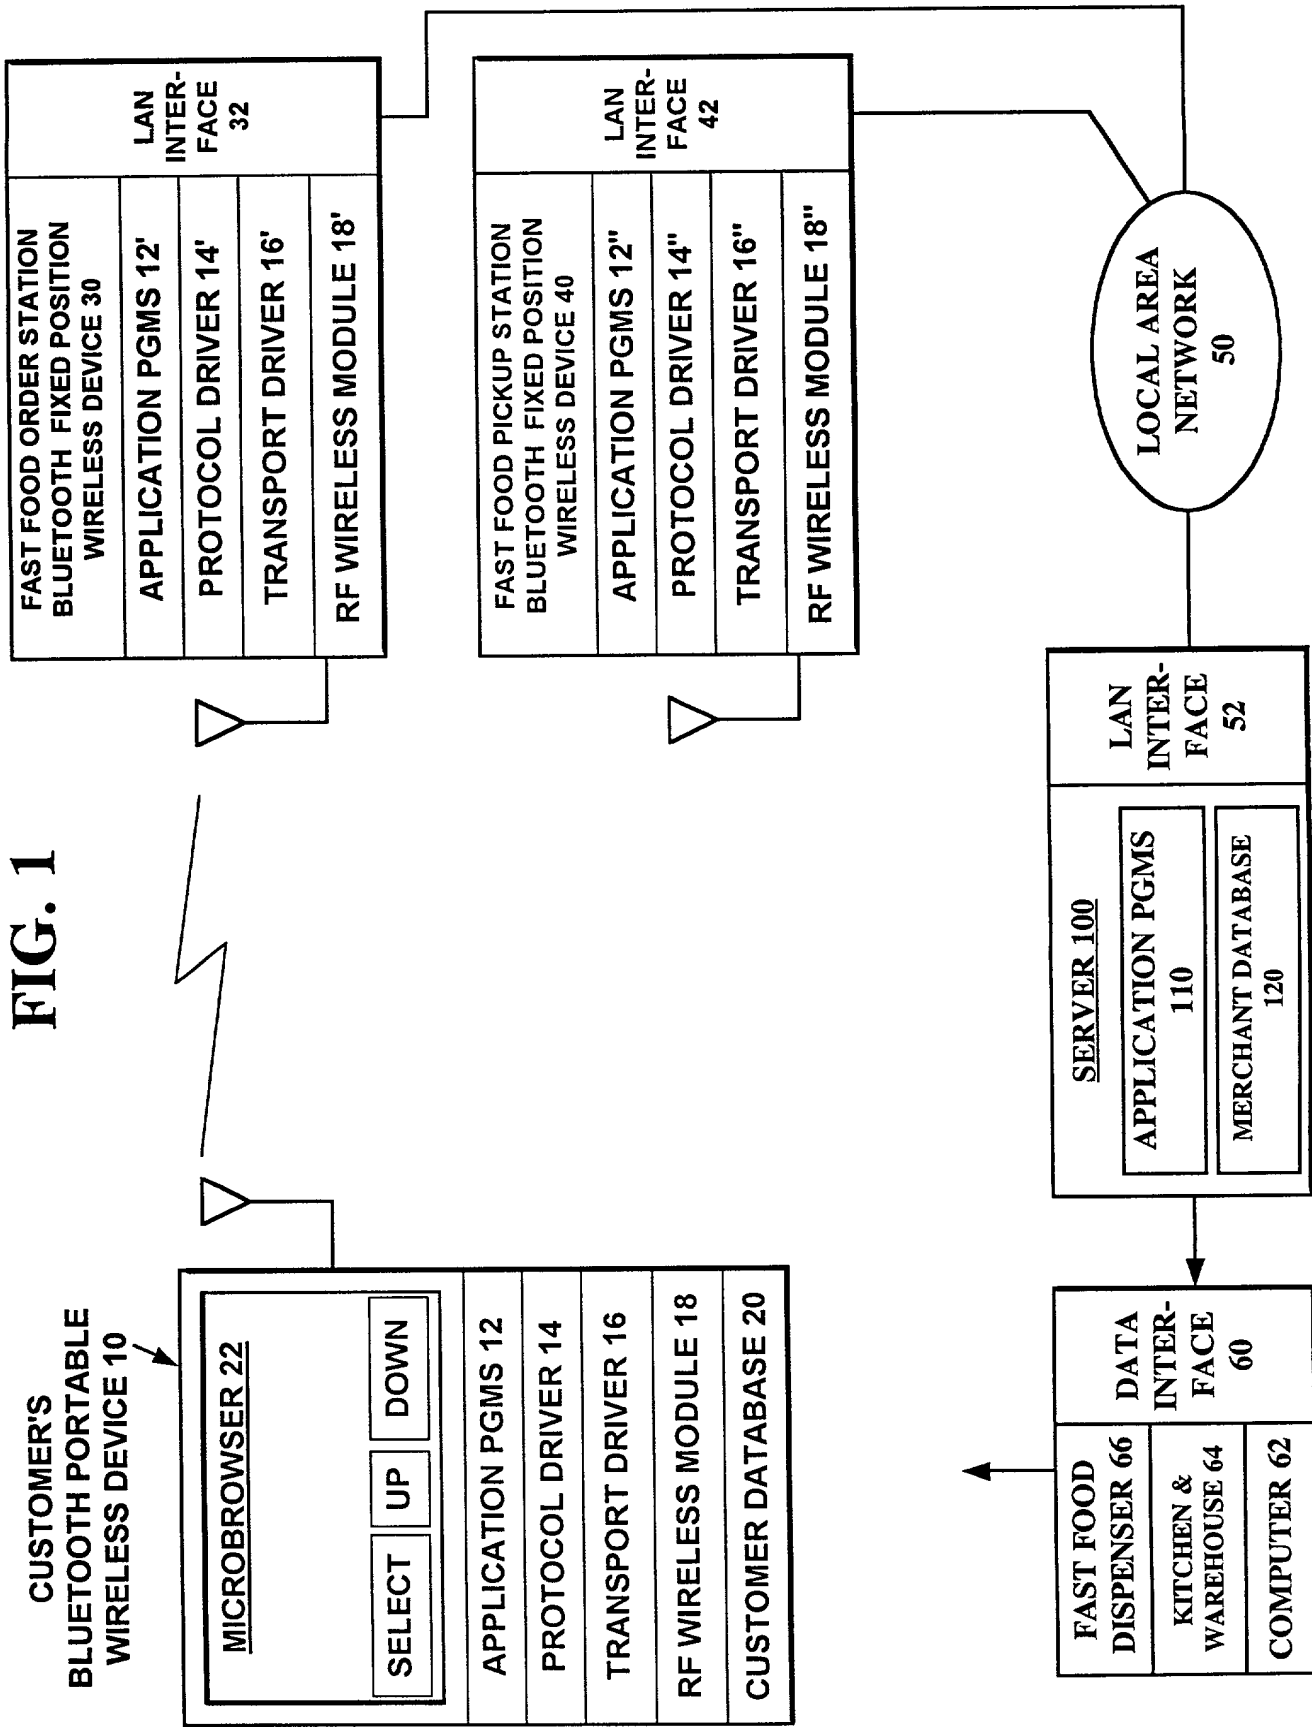 FIG. 1
CUSTOMER'S
BLUETOOTH PORTABLE
WIRELESS DEVICE 10
MICROBROWSER 22
SELECT
UP
DOWN
APPLICATION PGMS 12
PROTOCOL DRIVER 14
TRANSPORT DRIVER 16
RF WIRELESS MODULE 18
CUSTOMER DATABASE 20
FAST FOOD ORDER STATION
BLUETOOTH FIXED POSITION
WIRELESS DEVICE 30
APPLICATION PGMS 12'
PROTOCOL DRIVER 14'
TRANSPORT DRIVER 16'
RF WIRELESS MODULE 18'
LAN
INTER-
FACE
32
FAST FOOD PICKUP STATION
BLUETOOTH FIXED POSITION
WIRELESS DEVICE 40
APPLICATION PGMS 12"
PROTOCOL DRIVER 14"
TRANSPORT DRIVER 16"
RF WIRELESS MODULE 18"
LAN
INTER-
FACE
42
FAST FOOD
DISPENSER 66
KITCHEN &
WAREHOUSE 64
COMPUTER 62
DATA
INTER-
FACE
60
SERVER 100
APPLICATION PGMS
110
MERCHANT DATABASE
120
LAN
INTER-
FACE
52
LOCAL AREA
NETWORK
50